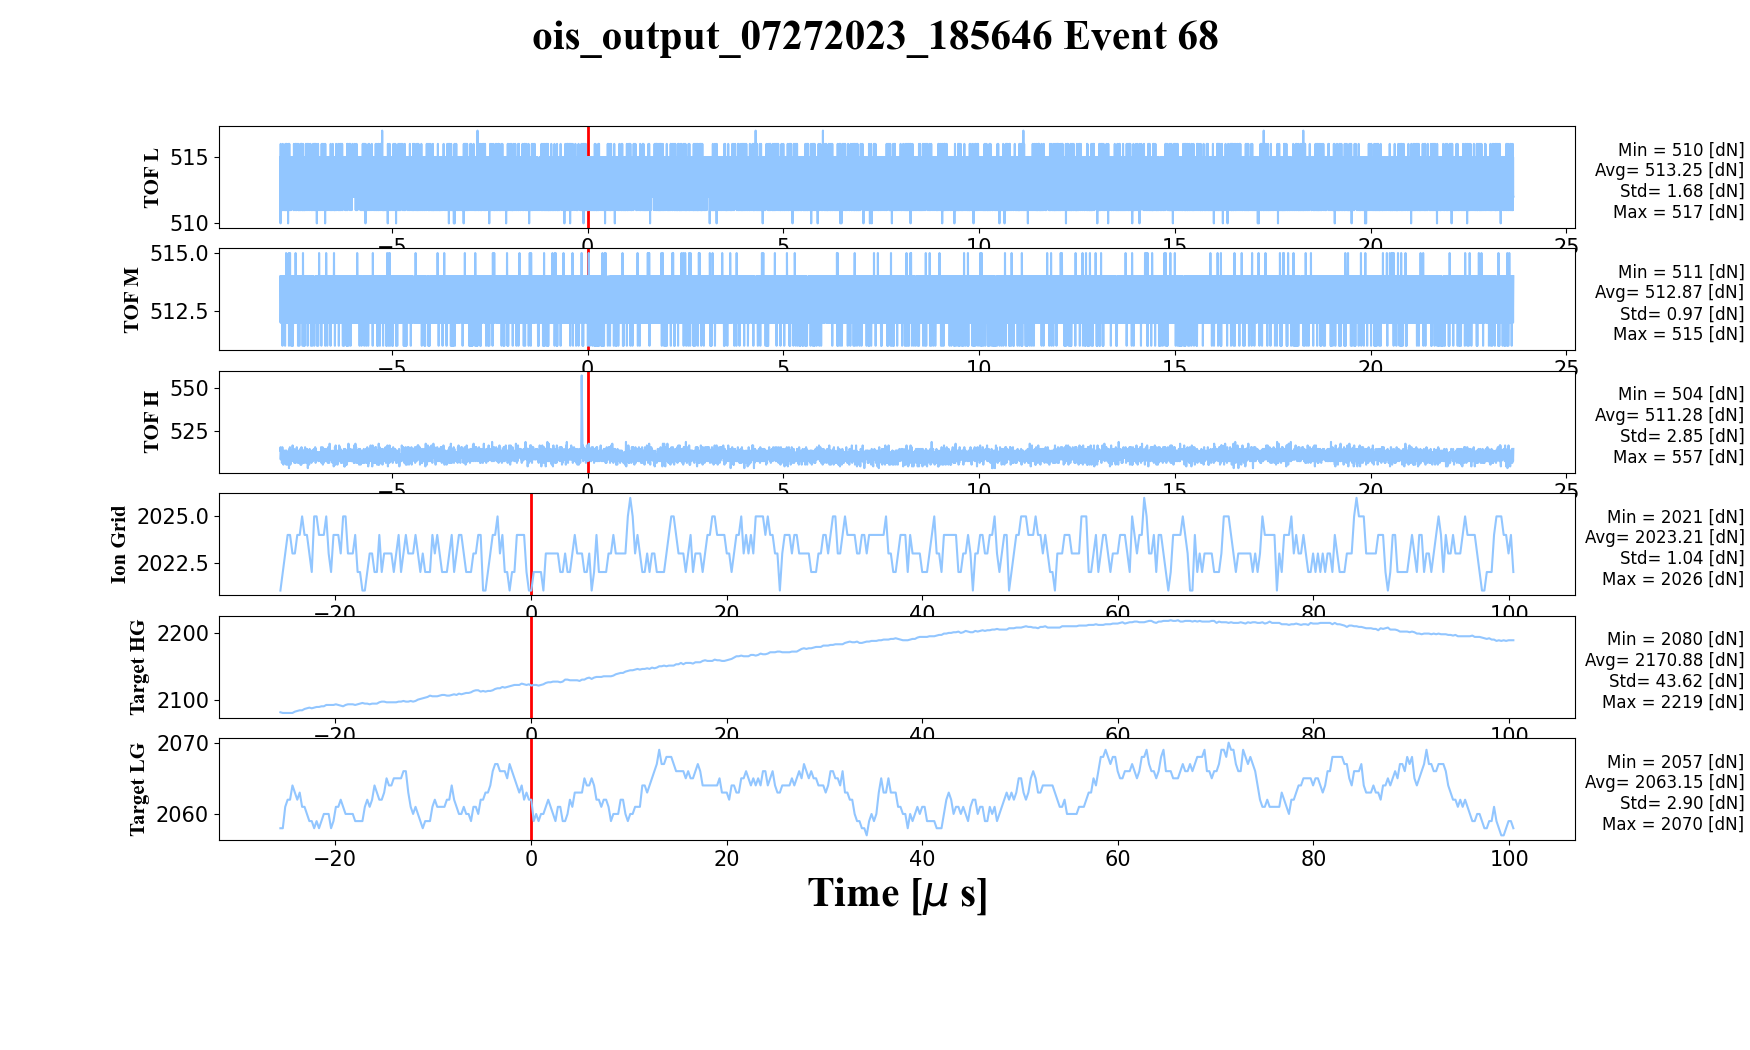 ois_output_07272023_185646 Event 68
TOF L
515
510
−5 0 5 10 15 20 25
Min = 510 [dN]
Avg= 513.25 [dN]
Std= 1.68 [dN]
Max = 517 [dN]
TOF M
515.0
512.5
−5 0 5 10 15 20 25
Min = 511 [dN]
Avg= 512.87 [dN]
Std= 0.97 [dN]
Max = 515 [dN]
TOF H
550
525
−5 0 5 10 15 20 25
Min = 504 [dN]
Avg= 511.28 [dN]
Std= 2.85 [dN]
Max = 557 [dN]
Ion Grid
2025.0
2022.5
−20 0 20 40 60 80 100
Min = 2021 [dN]
Avg= 2023.21 [dN]
Std= 1.04 [dN]
Max = 2026 [dN]
Target HG
2200
2100
−20 0 20 40 60 80 100
Min = 2080 [dN]
Avg= 2170.88 [dN]
Std= 43.62 [dN]
Max = 2219 [dN]
Target LG
2070
2060
−20 0 20 40 60 80 100
Min = 2057 [dN]
Avg= 2063.15 [dN]
Std= 2.90 [dN]
Max = 2070 [dN]
Time [μ s]